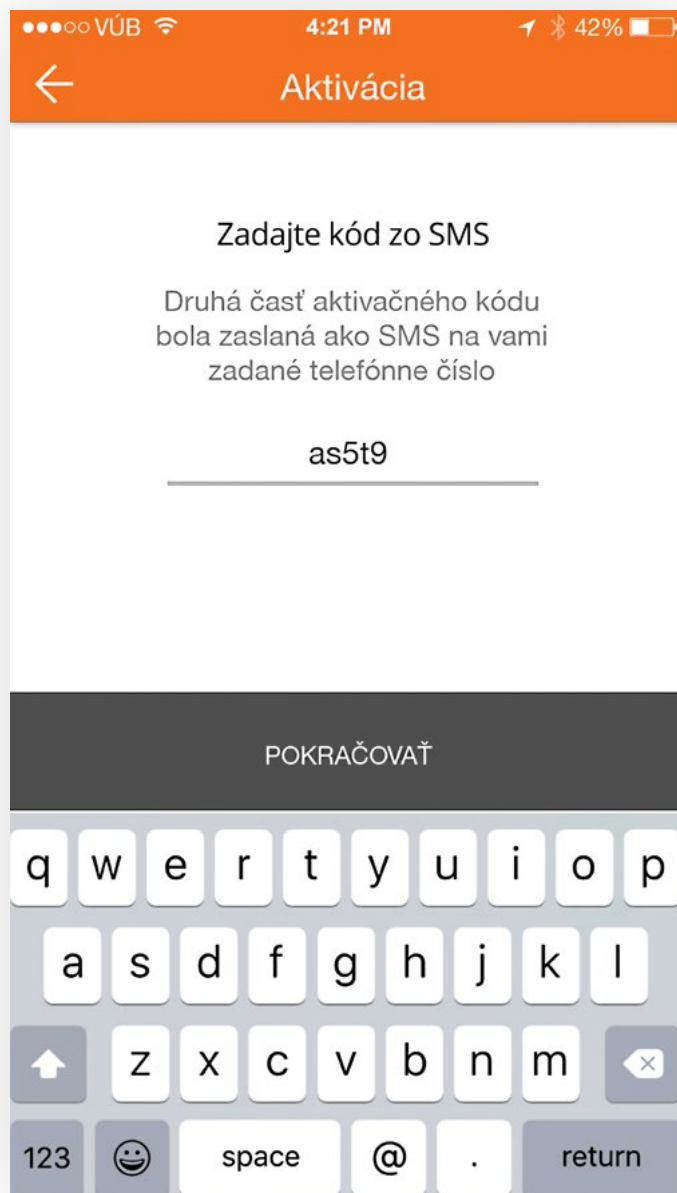 VÚB 4:21 PM 42%
Aktivácia
Zadajte kód zo SMS
Druhá časť aktivačného kódu
bola zaslaná ako SMS na vami
zadané telefónne číslo
as5t9
POKRAČOVAŤ
q w e r t y u i o p
a s d f g h j k l
z x c v b n m
123 space @ . return